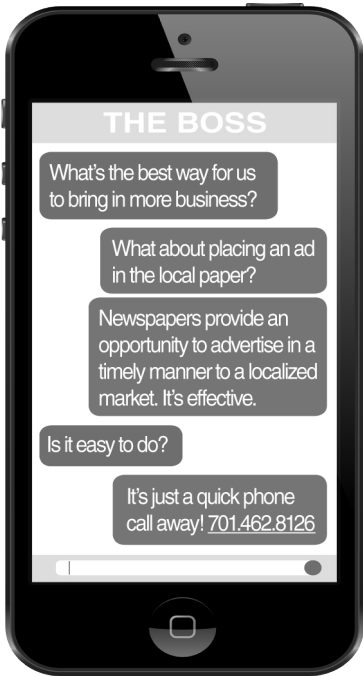 THE BOSS
What's the best way for us
to bring in more business?
What about placing an ad
in the local paper?
Newspapers provide an
opportunity to advertise in a
timely manner to a localized
market. It's effective.
Is it easy to do?
It's just a quick phone
call away! 701.462.8126